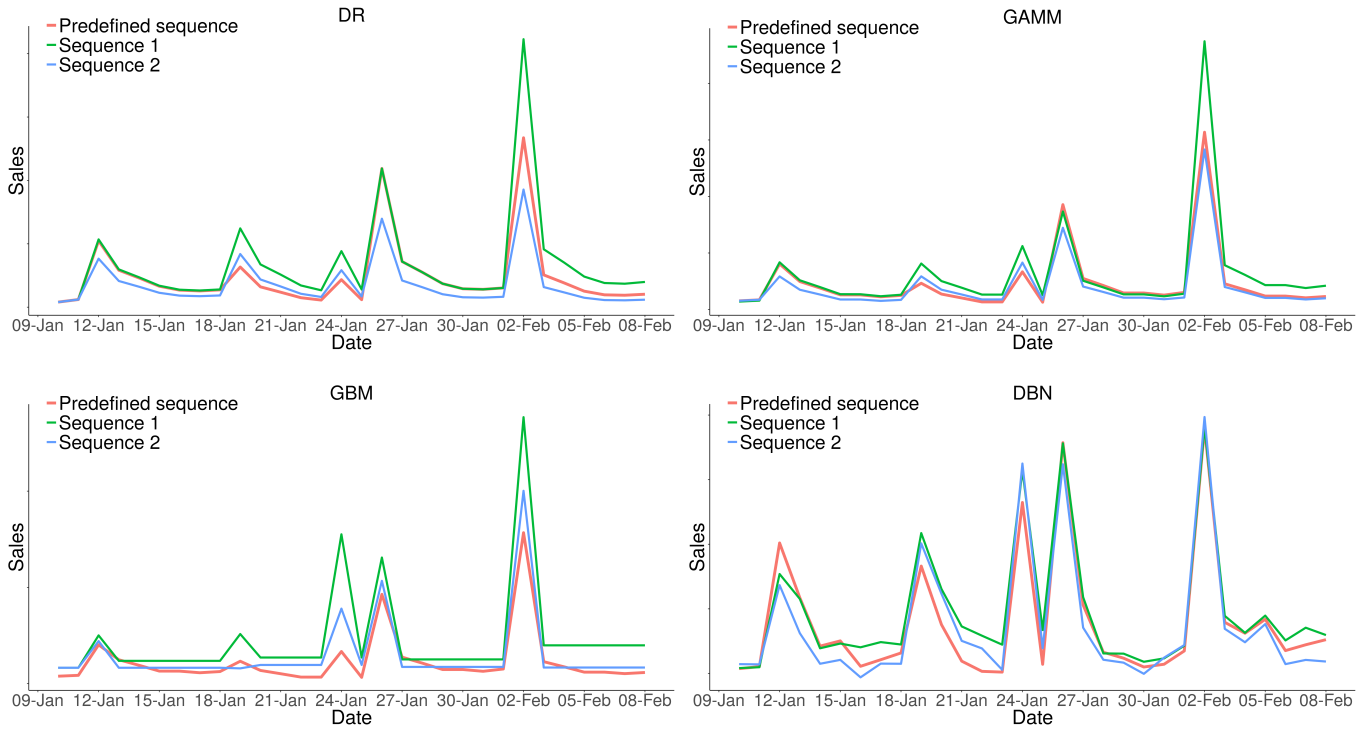 DR
Predefined sequence
Sequence 1
Sequence 2
Sales
09-Jan 12-Jan 15-Jan 18-Jan 21-Jan 24-Jan 27-Jan 30-Jan 02-Feb 05-Feb 08-Feb
Date
GAMM
Predefined sequence
Sequence 1
Sequence 2
Sales
09-Jan 12-Jan 15-Jan 18-Jan 21-Jan 24-Jan 27-Jan 30-Jan 02-Feb 05-Feb 08-Feb
Date
GBM
Predefined sequence
Sequence 1
Sequence 2
Sales
09-Jan 12-Jan 15-Jan 18-Jan 21-Jan 24-Jan 27-Jan 30-Jan 02-Feb 05-Feb 08-Feb
Date
DBN
Predefined sequence
Sequence 1
Sequence 2
Sales
09-Jan 12-Jan 15-Jan 18-Jan 21-Jan 24-Jan 27-Jan 30-Jan 02-Feb 05-Feb 08-Feb
Date